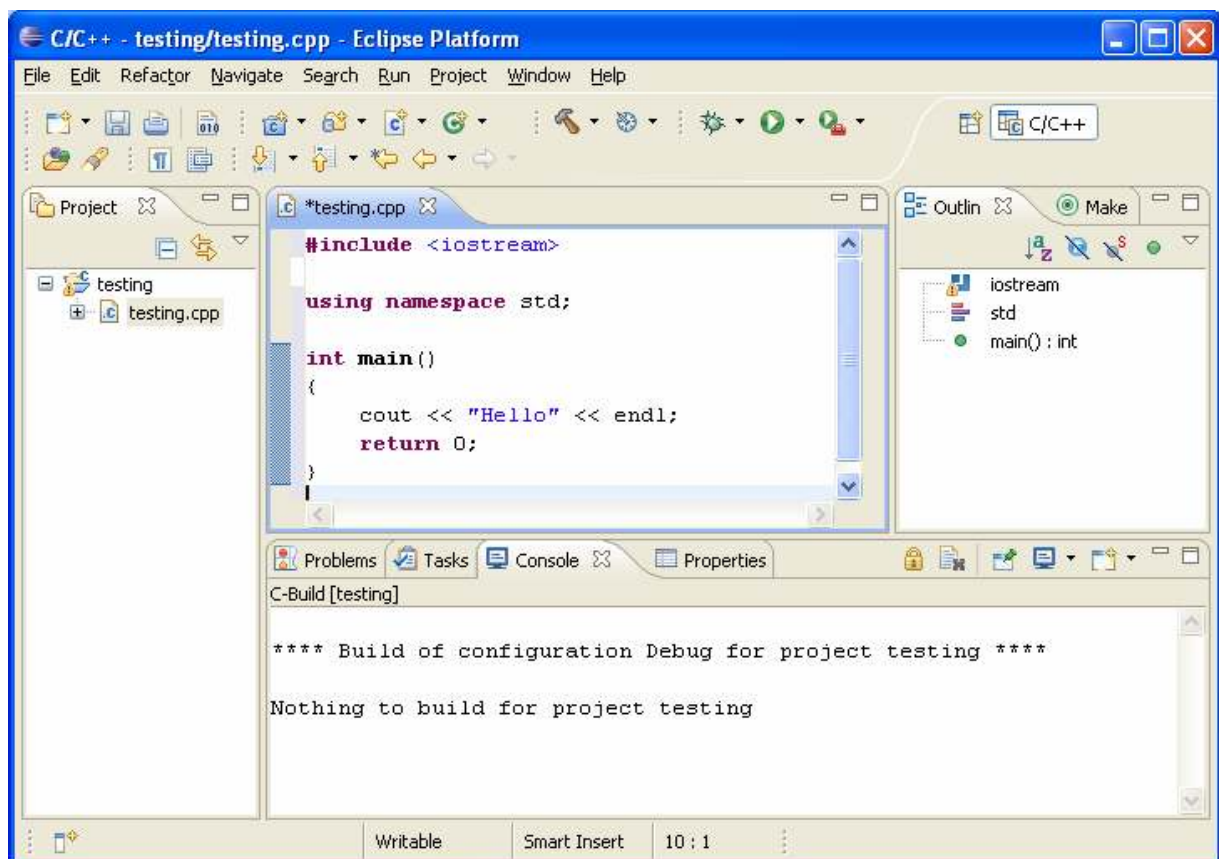 C/C++ - testing/testing.cpp - Eclipse Platform
File Edit Refactor Navigate Search Run Project Window Help
010
C/C++
Project
testing
testing.cpp
*testing.cpp
#include <iostream>
using namespace std;
int main()
{
cout << "Hello" << endl;
return 0;
}
Outlin
Make
iostream
std
main() : int
Problems Tasks Console Properties
C-Build [testing]
**** Build of configuration Debug for project testing ****
Nothing to build for project testing
Writable Smart Insert 10 : 1